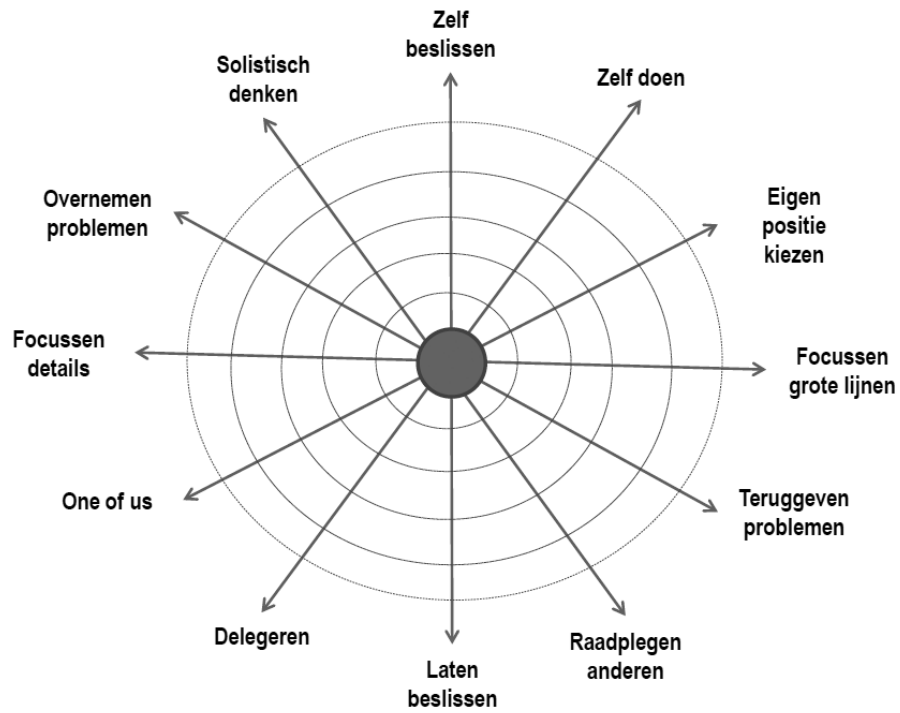 Zelf
beslissen
Zelf doen
Eigen
positie
kiezen
Focussen
grote lijnen
Teruggeven
problemen
Raadplegen
anderen
Laten
beslissen
Delegeren
One of us
Focussen
details
Overnemen
problemen
Solistisch
denken